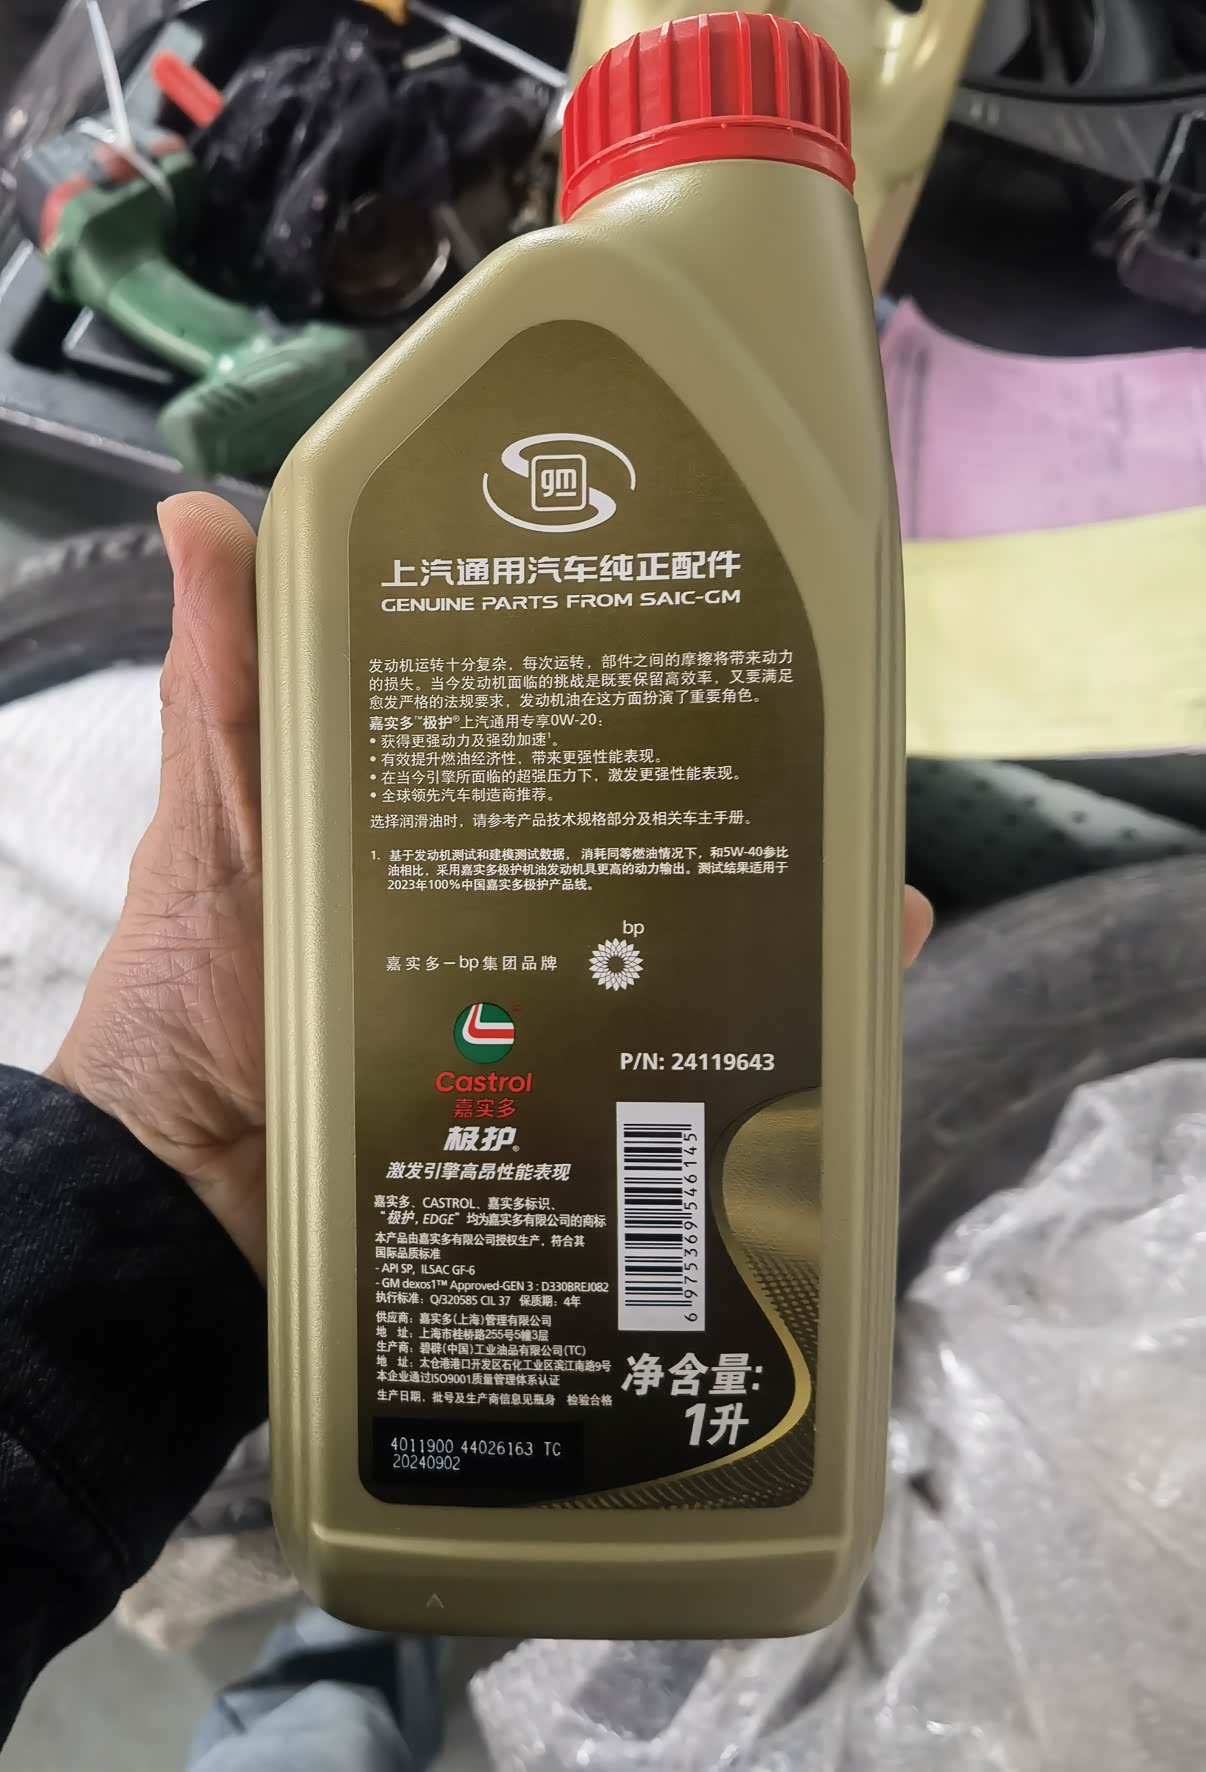 gm
上汽通用汽车纯正配件
GENUINE PARTS FROM SAIC-GM
发动机运转十分复杂，每次运转，部件之间的摩擦将带来动力
的损失。当今发动机面临的挑战是既要保留高效率，又要满足
愈发严格的法规要求，发动机油在这方面扮演了重要角色。
嘉实多™极护®上汽通用专享0W-20：
• 获得更强动力及强劲加速¹。
• 有效提升燃油经济性，带来更强性能表现。
• 在当今引擎所面临的超强压力下，激发更强性能表现。
• 全球领先汽车制造商推荐。
选择润滑油时，请参考产品技术规格部分及相关车主手册。
1. 基于发动机测试和建模测试数据，消耗同等燃油情况下，和5W-40参比
油相比，采用嘉实多极护机油发动机具更高的动力输出。测试结果适用于
2023年100%中国嘉实多极护产品线。
bp
嘉实多－bp集团品牌
P/N: 24119643
Castrol
嘉实多
极护®
激发引擎高昂性能表现
嘉实多、CASTROL、嘉实多标识、
“极护, EDGE”均为嘉实多有限公司的商标
本产品由嘉实多有限公司授权生产，符合其
国际品质标准
- API SP, ILSAC GF-6
- GM dexos1™ Approved-GEN 3 : D330BREJ082
执行标准：Q/320585 CIL 37 保质期：4年
供应商：嘉实多(上海)管理有限公司
地 址：上海市桂桥路255号5幢3层
生产商：碧辟(中国)工业油品有限公司(TC)
地 址：太仓港港口开发区石化工业区滨江南路9号
本企业通过ISO9001质量管理体系认证
生产日期，批号及生产商信息见瓶身 检验合格
6 975369 546145
净含量：
1升
4011900 44026163 TC
20240902